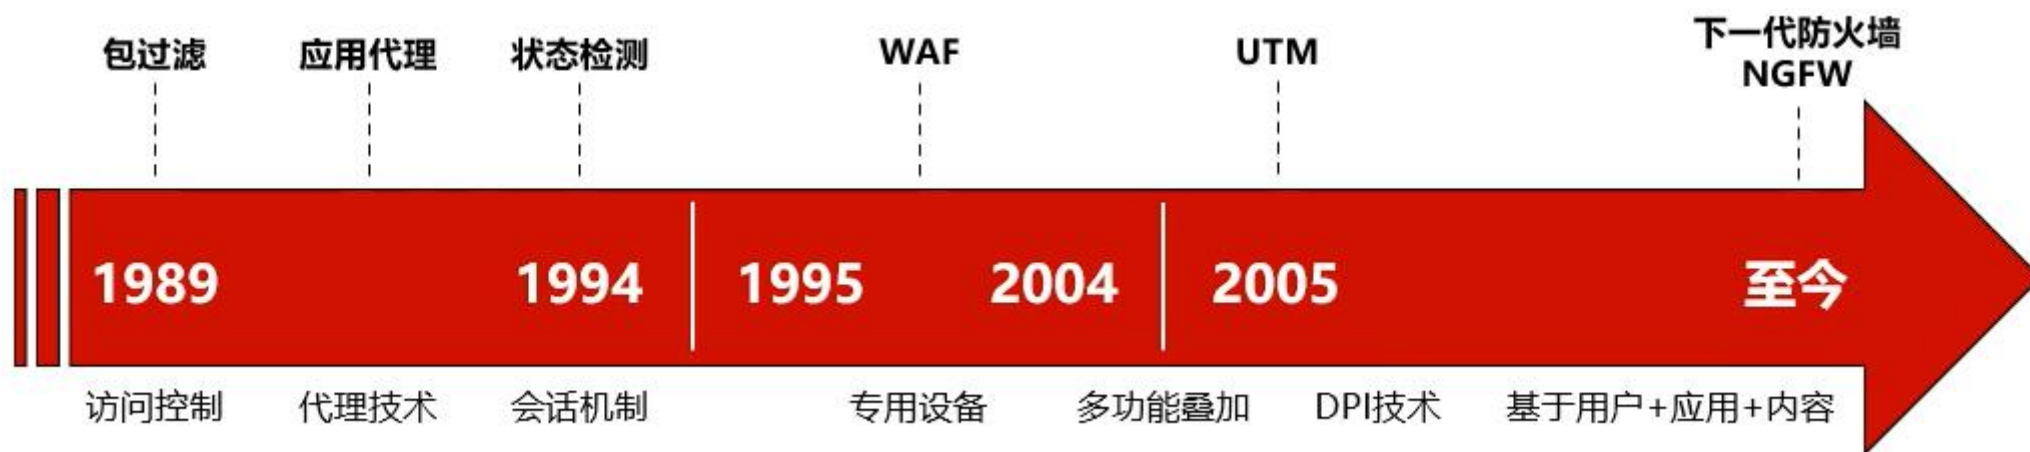 包过滤
应用代理
状态检测
WAF
UTM
下一代防火墙
NGFW
1989
1994
1995
2004
2005
至今
访问控制
代理技术
会话机制
专用设备
多功能叠加
DPI技术
基于用户+应用+内容